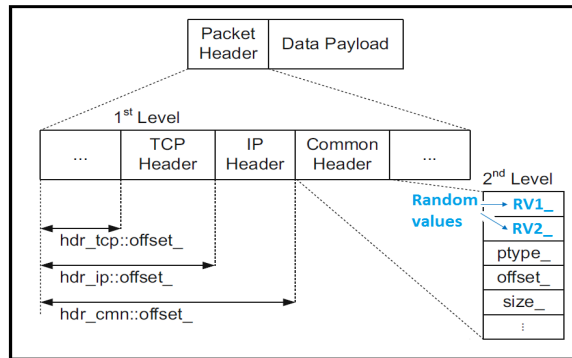 Packet Header Data Payload
1st Level
... TCP Header IP Header Common Header ...
2nd Level
Random values
RV1_
RV2_
ptype_
offset_
size_
⋮
hdr_tcp::offset_
hdr_ip::offset_
hdr_cmn::offset_